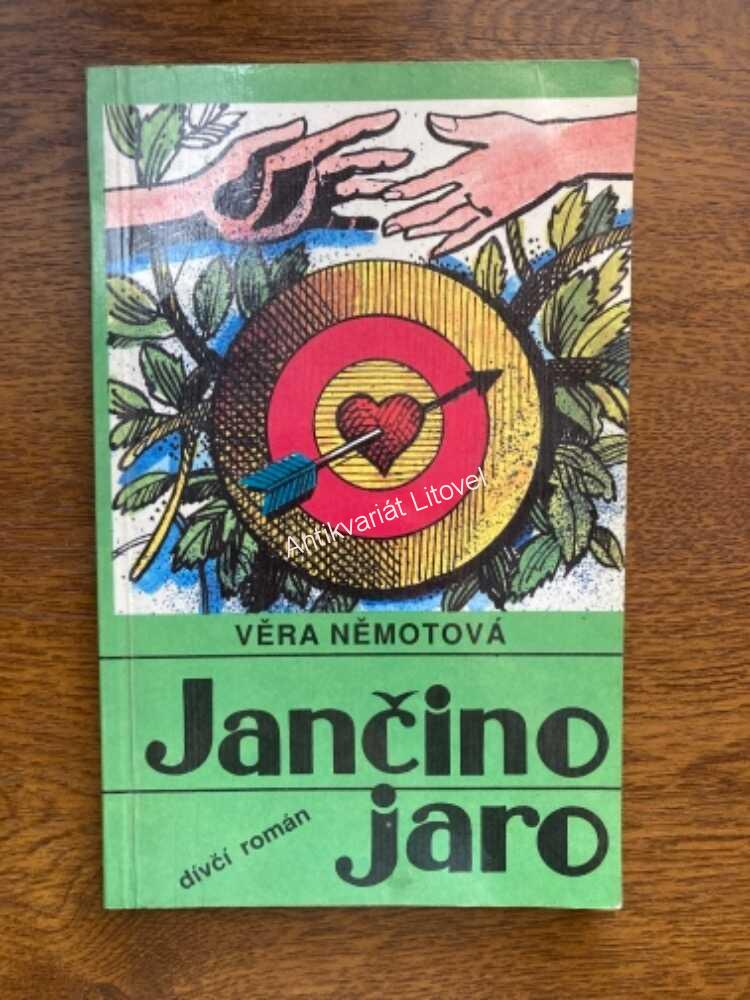 Antikvariát Litovel
VĚRA NĚMOTOVÁ
Jančino
jaro
dívčí román